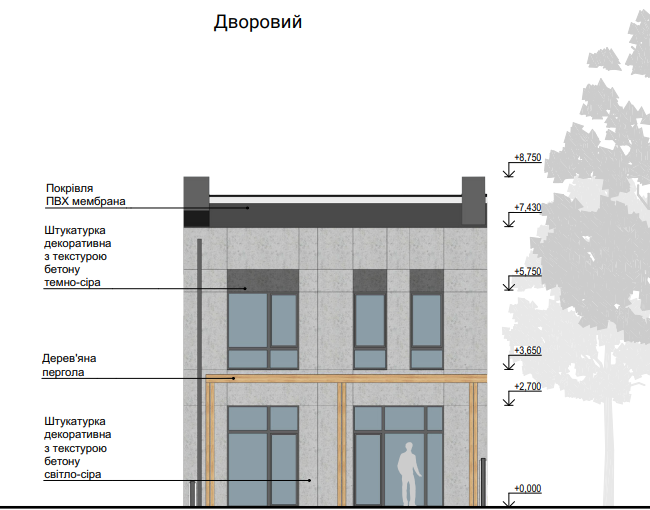 Дворовий
+8,750
Покрівля
ПВХ мембрана
+7,430
Штукатурка
декоративна
з текстурою
бетону
темно-сіра
+5,750
+3,650
Дерев'яна
пергола
+2,700
Штукатурка
декоративна
з текстурою
бетону
світло-сіра
+0,000